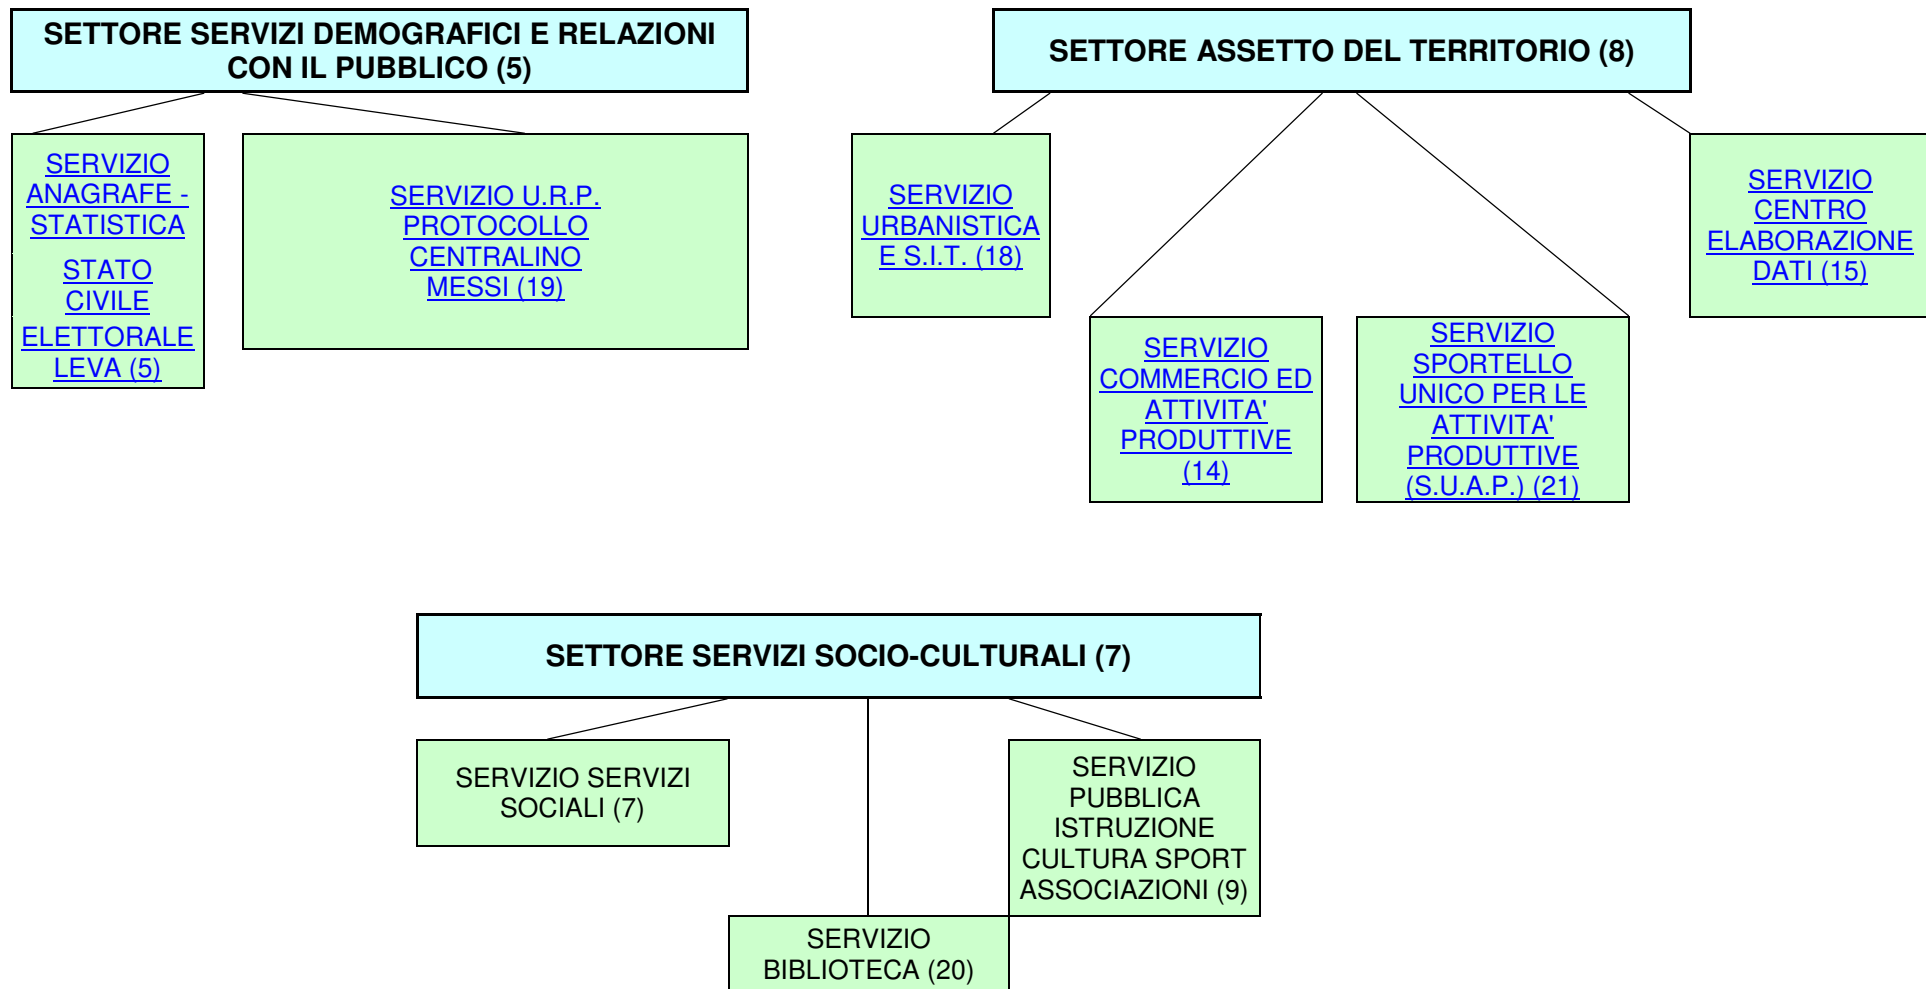 SETTORE SERVIZI DEMOGRAFICI E RELAZIONI
CON IL PUBBLICO (5)
SERVIZIO
ANAGRAFE -
STATISTICA
STATO
CIVILE
ELETTORALE
LEVA (5)
SERVIZIO U.R.P.
PROTOCOLLO
CENTRALINO
MESSI (19)
SETTORE ASSETTO DEL TERRITORIO (8)
SERVIZIO
URBANISTICA
E S.I.T. (18)
SERVIZIO
COMMERCIO ED
ATTIVITA'
PRODUTTIVE
(14)
SERVIZIO
SPORTELLO
UNICO PER LE
ATTIVITA'
PRODUTTIVE
(S.U.A.P.) (21)
SERVIZIO
CENTRO
ELABORAZIONE
DATI (15)
SETTORE SERVIZI SOCIO-CULTURALI (7)
SERVIZIO SERVIZI
SOCIALI (7)
SERVIZIO
BIBLIOTECA (20)
SERVIZIO
PUBBLICA
ISTRUZIONE
CULTURA SPORT
ASSOCIAZIONI (9)